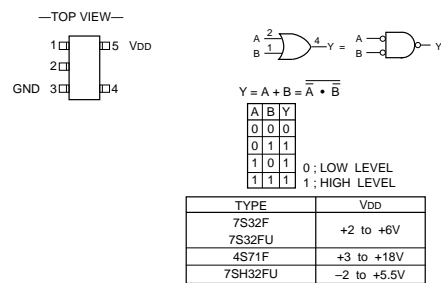 —TOP VIEW—
1 5 VDD
2
GND 3 4
A 2 4 Y = A Y
B 1 B
Y = A + B = A • B
A B Y
0 0 0
0 1 1
1 0 1
1 1 1
0 ; LOW LEVEL
1 ; HIGH LEVEL
TYPE VDD
7S32F +2 to +6V
7S32FU
4S71F +3 to +18V
7SH32FU –2 to +5.5V